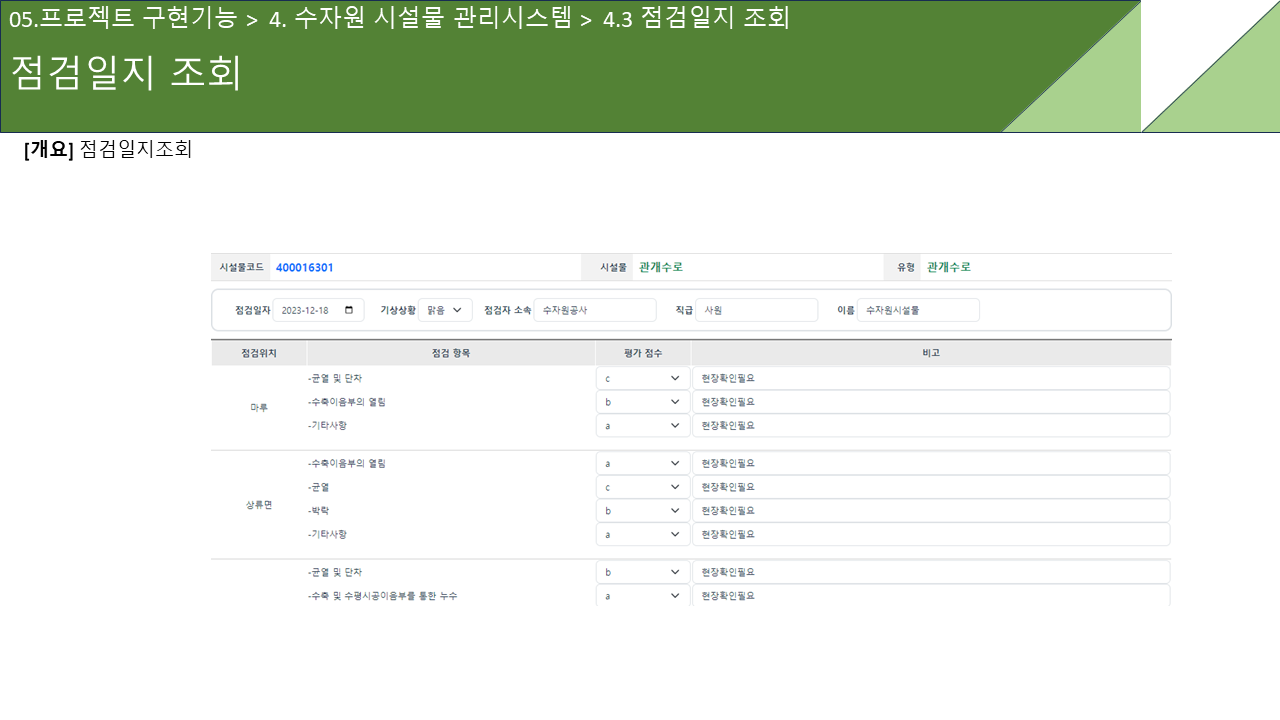 05.프로젝트 구현기능 > 4. 수자원 시설물 관리시스템 > 4.3 점검일지 조회
점검일지 조회
[개요] 점검일지조회
시설물코드 400016301 시설물 관개수로 유형 관개수로
점검일자 2023-12-18 기상상황 맑음 점검자 소속 수자원공사 직급 사원 이름 수자원시설물
점검위치 점검 항목 평가 점수 비고
-균열 및 단차 c 현장확인필요
마루 -수축이음부의 열림 b 현장확인필요
-기타사항 a 현장확인필요
-수축이음부의 열림 a 현장확인필요
-균열 c 현장확인필요
상류면 -박락 b 현장확인필요
-기타사항 a 현장확인필요
-균열 및 단차 b 현장확인필요
-수축 및 수평시공이음부를 통한 누수 a 현장확인필요